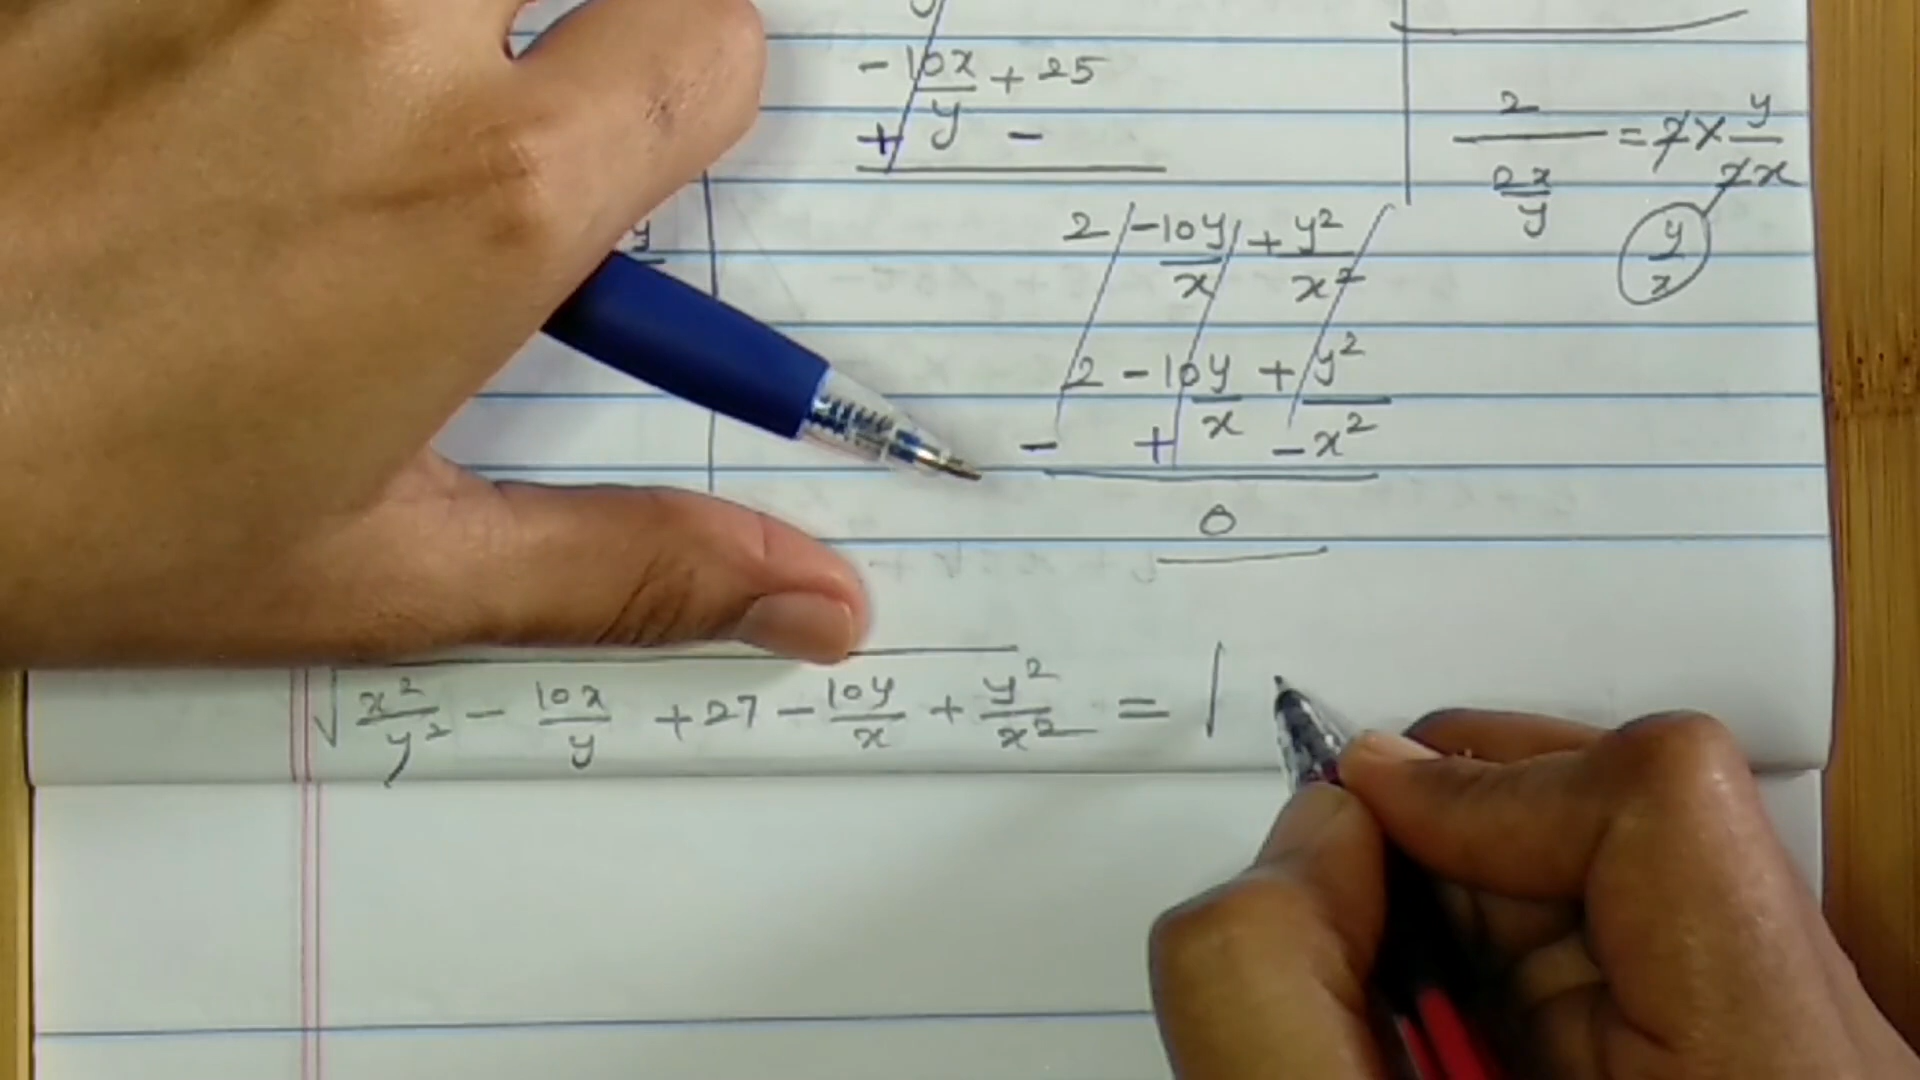 -10x/y + 25
+ -
2/(2x/y) = 2 × y/2x
y/x
2 - 10y/x + y²/x²
y
2 - 10y/x + y²/x²
- + -
0
√(x²/y² - 10x/y + 27 - 10y/x + y²/x²) = |